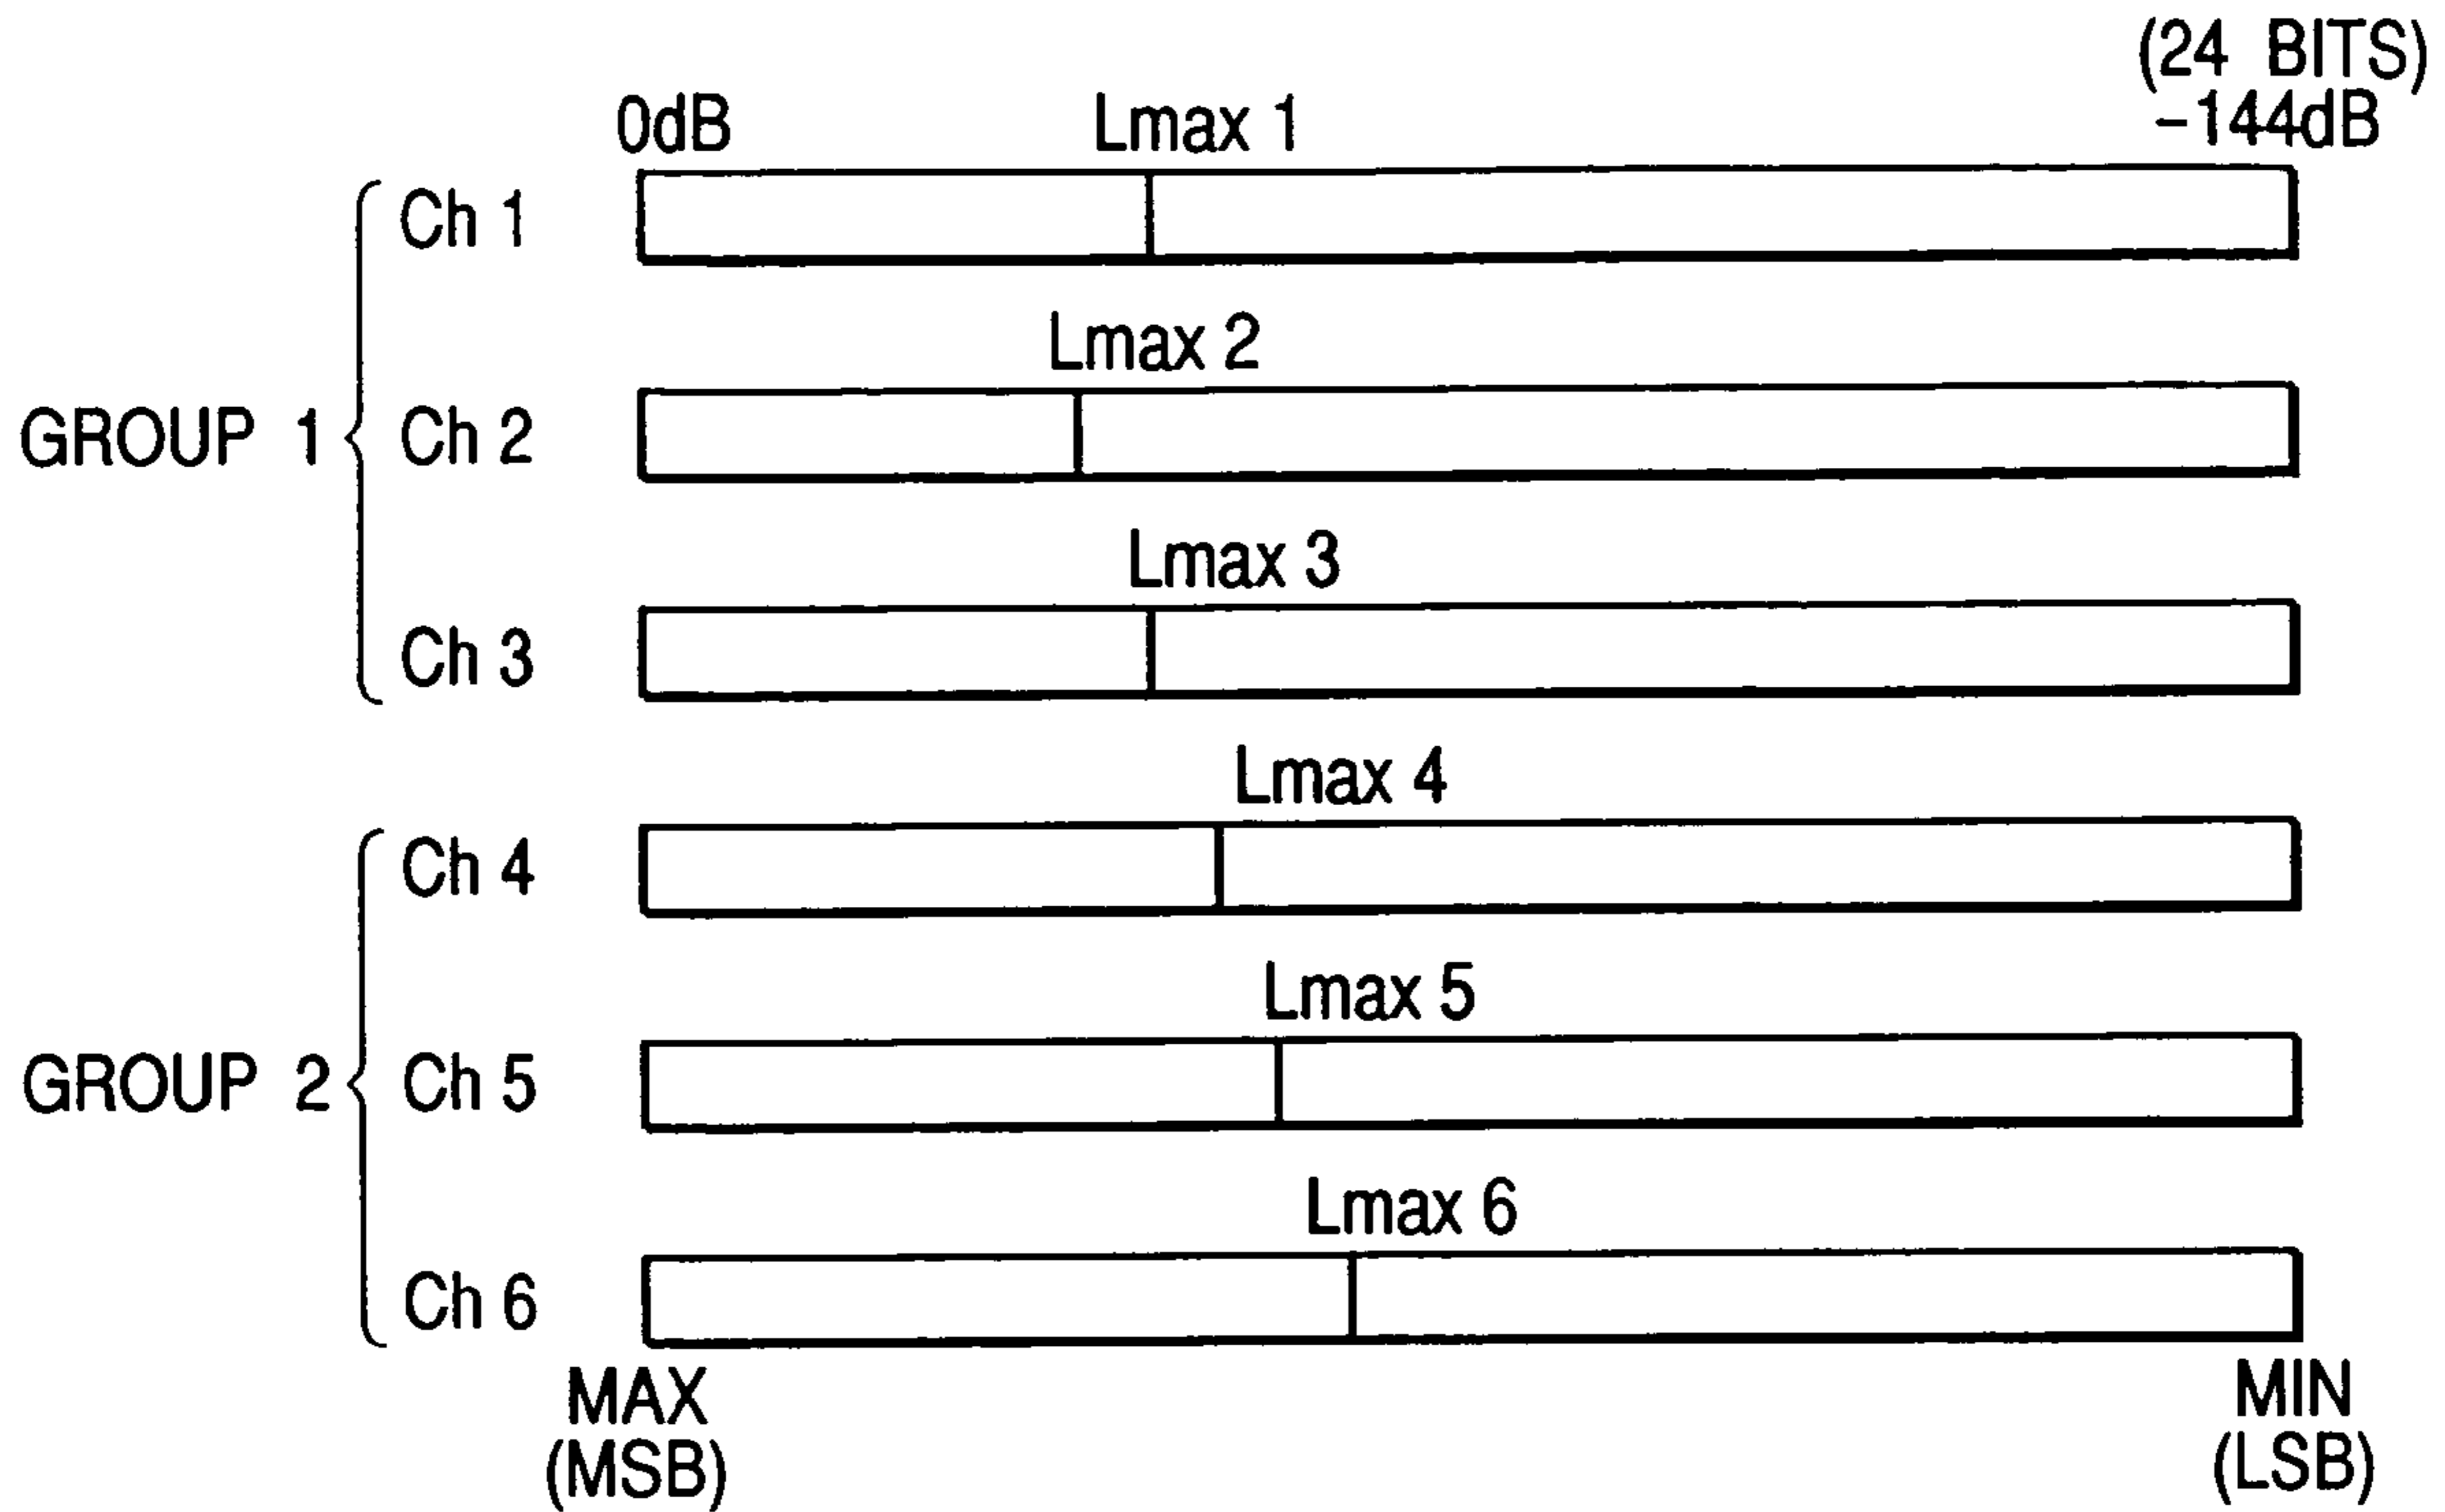 (24 BITS)
0dB Lmax 1 -144dB
Ch 1
Lmax 2
GROUP 1 Ch 2
Lmax 3
Ch 3
Lmax 4
Ch 4
Lmax 5
GROUP 2 Ch 5
Lmax 6
Ch 6
MAX MIN
(MSB) (LSB)